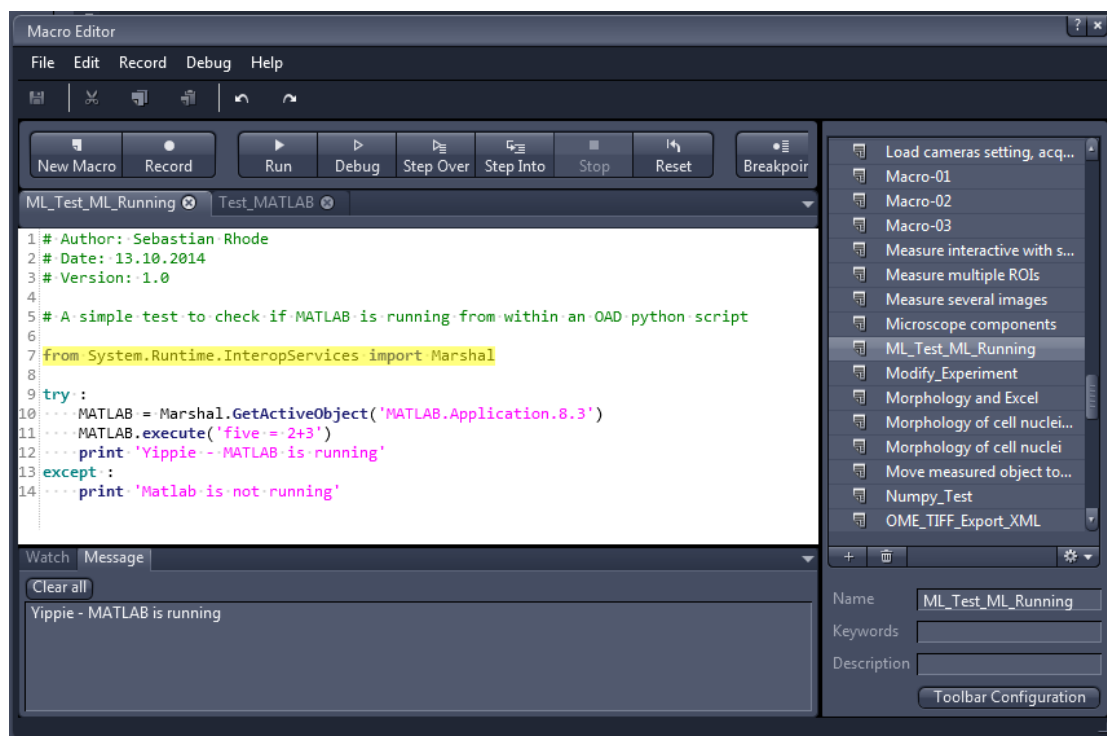 Macro Editor
? ×
File Edit Record Debug Help
New Macro Record Run Debug Step Over Step Into Stop Reset Breakpoin
ML_Test_ML_Running Test_MATLAB
1 # Author: Sebastian Rhode
2 # Date: 13.10.2014
3 # Version: 1.0
4
5 # A simple test to check if MATLAB is running from within an OAD python script
6
7 from System.Runtime.InteropServices import Marshal
8
9 try :
10 MATLAB = Marshal.GetActiveObject('MATLAB.Application.8.3')
11 MATLAB.execute('five = 2+3')
12 print 'Yippie - MATLAB is running'
13 except :
14 print 'Matlab is not running'
Watch Message
Clear all
Yippie - MATLAB is running
Load cameras setting, acq...
Macro-01
Macro-02
Macro-03
Measure interactive with s...
Measure multiple ROIs
Measure several images
Microscope components
ML_Test_ML_Running
Modify_Experiment
Morphology and Excel
Morphology of cell nuclei...
Morphology of cell nuclei
Move measured object to...
Numpy_Test
OME_TIFF_Export_XML
+
Name ML_Test_ML_Running
Keywords
Description
Toolbar Configuration